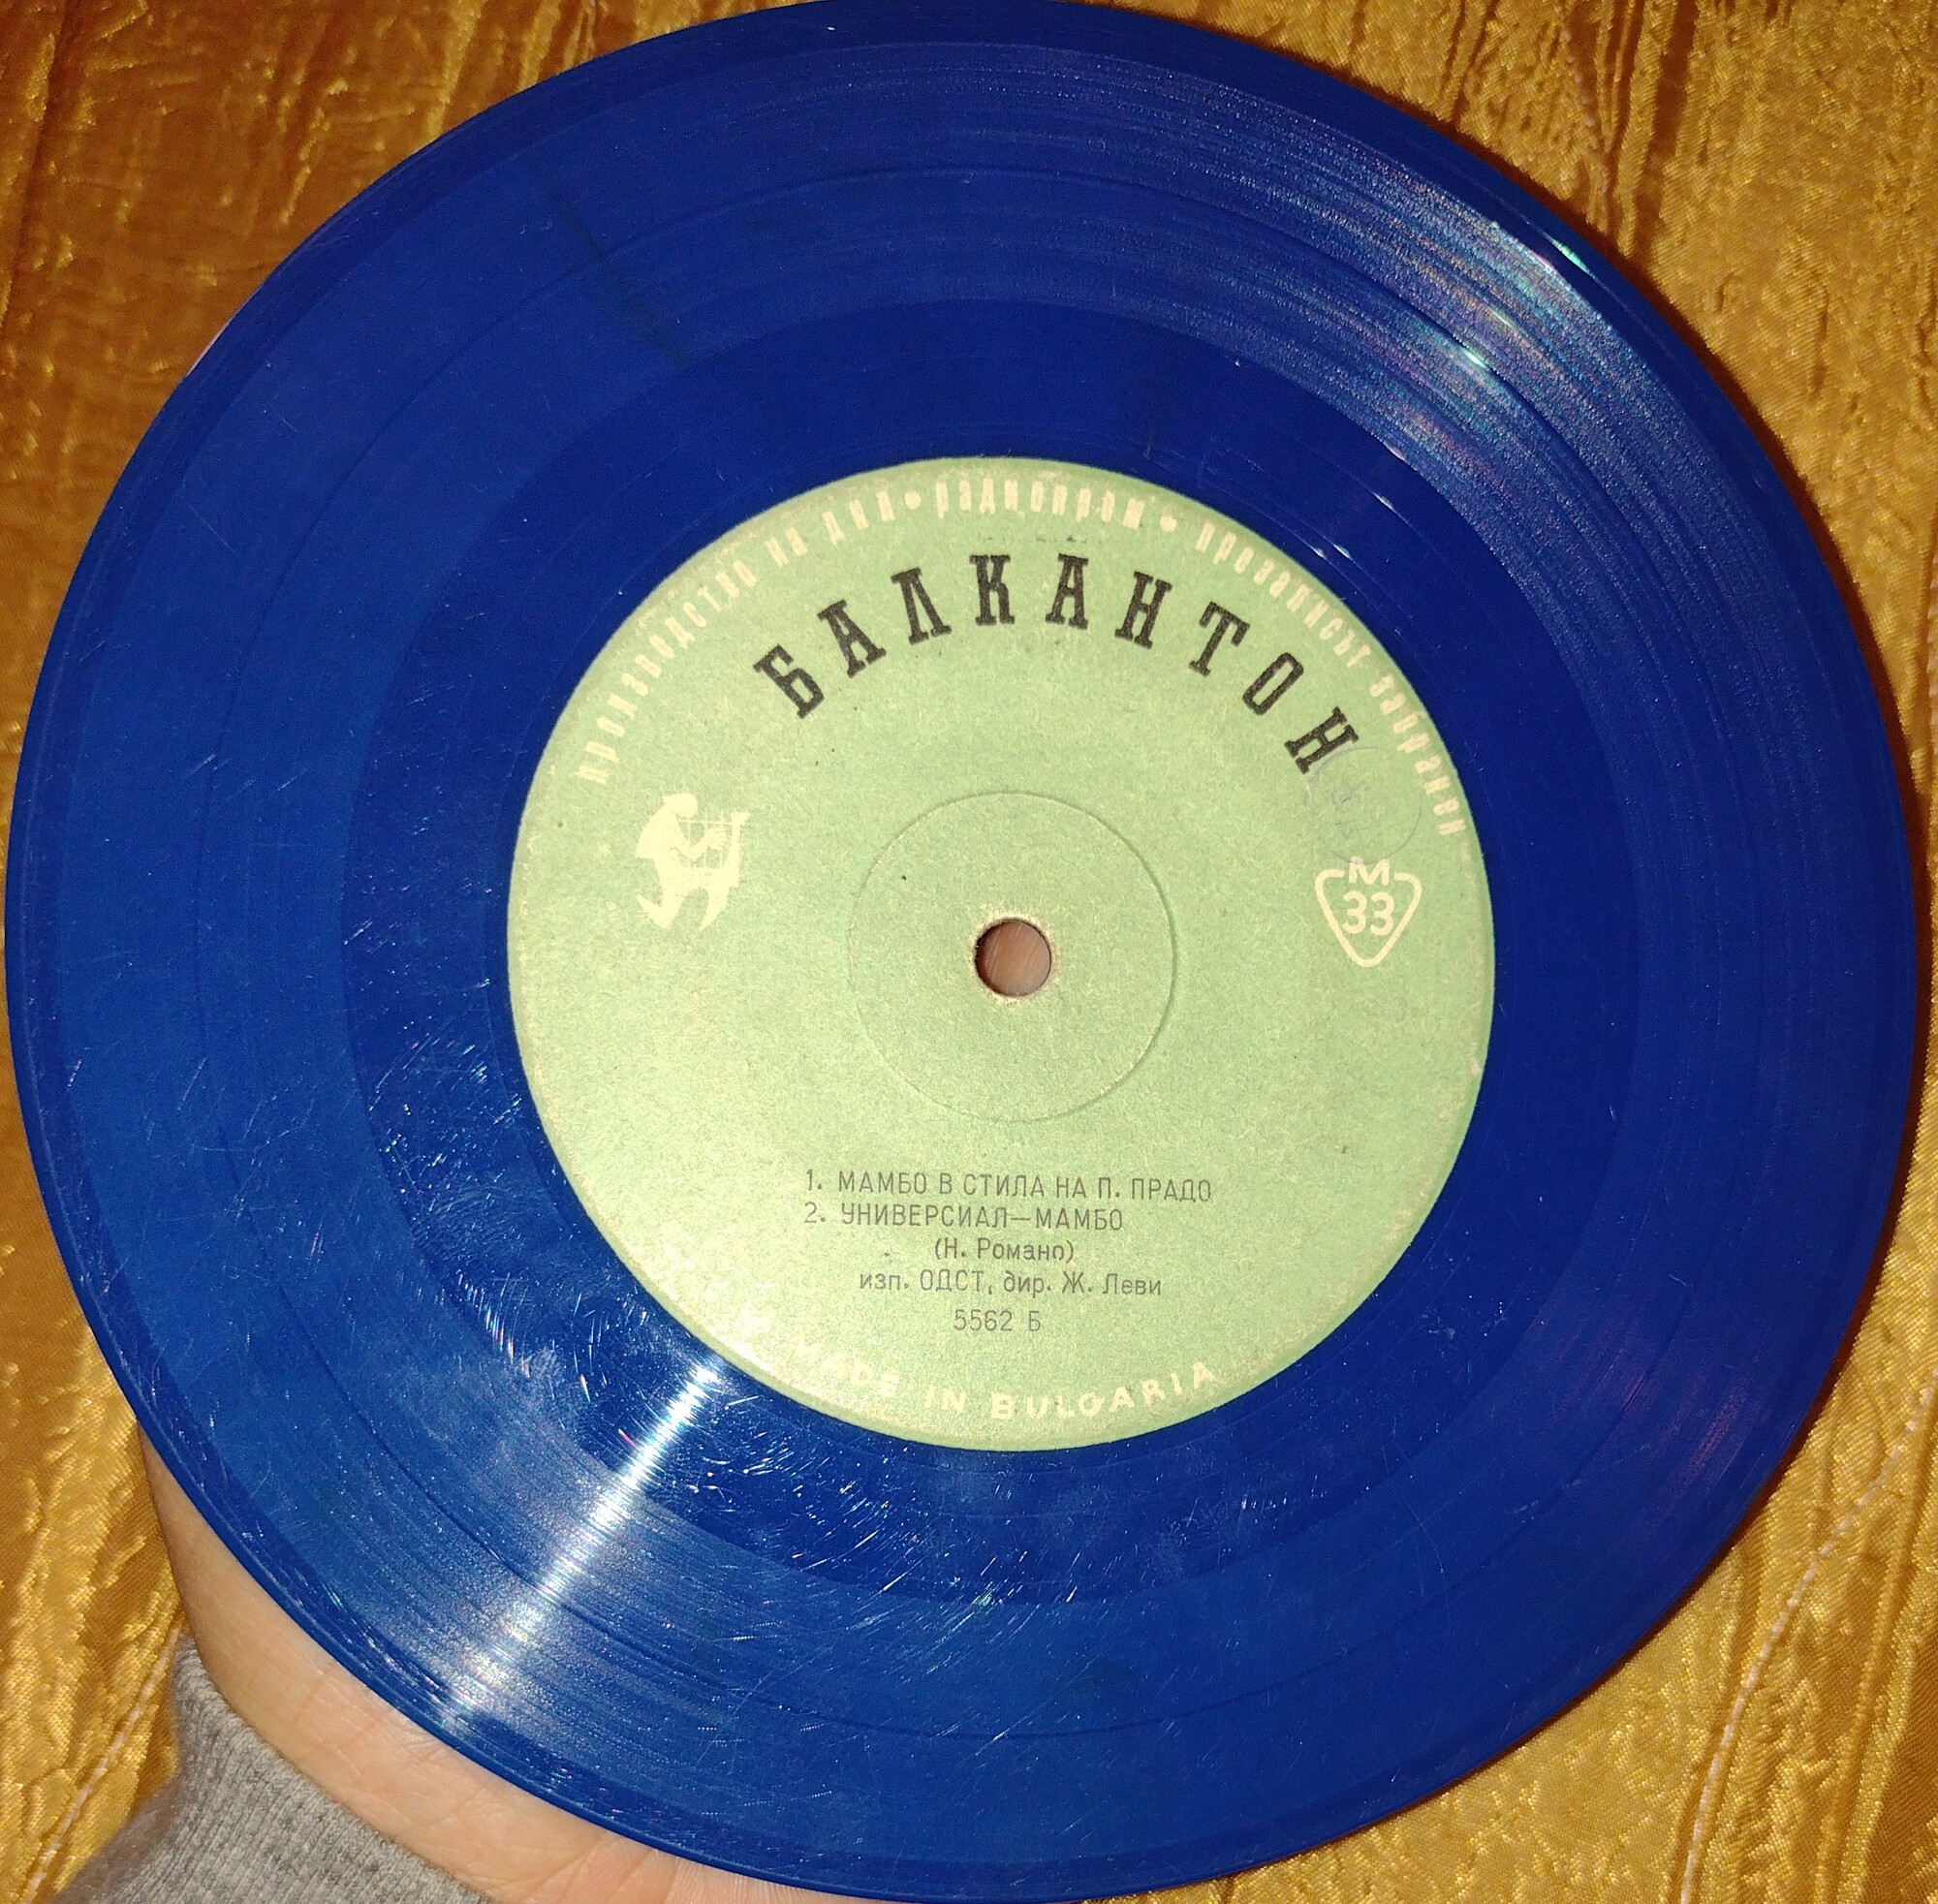 производство на дпп • радиопром • презаписът забранен
БАЛКАНТОН
М
33
1. МАМБО В СТИЛА НА П. ПРАДО
2. УНИВЕРСИАЛ—МАМБО
(Н. Романо)
изп. ОДСТ, дир. Ж. Леви
5562 Б
MADE IN BULGARIA